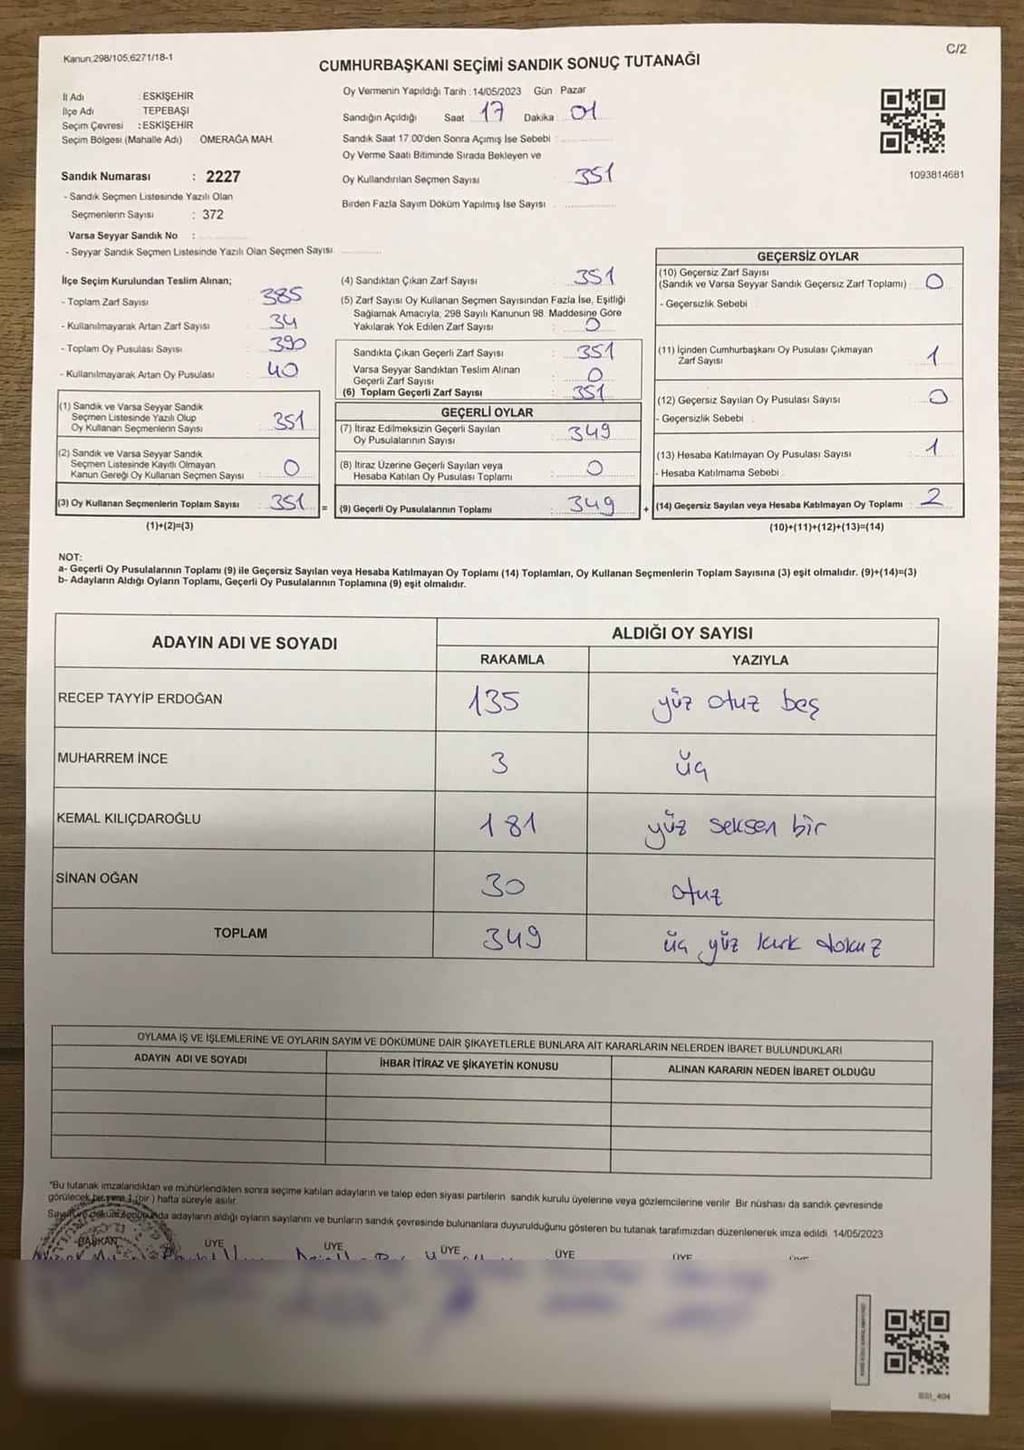 Kanun,298/105,6271/18-1
C/2
CUMHURBAŞKANI SEÇİMİ SANDIK SONUÇ TUTANAĞI
İl Adı : ESKİŞEHİR
İlçe Adı TEPEBAŞI
Seçim Çevresi : ESKİŞEHİR
Seçim Bölgesi (Mahalle Adı) ÖMERAĞA MAH.
Oy Vermenin Yapıldığı Tarih : 14/05/2023 Gün : Pazar
Sandığın Açıldığı Saat 17 Dakika 01
Sandık Saat 17:00'den Sonra Açımış İse Sebebi
Oy Verme Saati Bitiminde Sırada Bekleyen ve
Oy Kullandırılan Seçmen Sayısı 351
Birden Fazla Sayım Döküm Yapılmış İse Sayısı
1093814681
Sandık Numarası : 2227
- Sandık Seçmen Listesinde Yazılı Olan
Seçmenlerin Sayısı : 372
Varsa Seyyar Sandık No :
- Seyyar Sandık Seçmen Listesinde Yazılı Olan Seçmen Sayısı
İlçe Seçim Kurulundan Teslim Alınan;
- Toplam Zarf Sayısı 385
- Kullanılmayarak Artan Zarf Sayısı 34
- Toplam Oy Pusulası Sayısı 390
- Kullanılmayarak Artan Oy Pusulası 40
(1) Sandık ve Varsa Seyyar Sandık
Seçmen Listesinde Yazılı Olup
Oy Kullanan Seçmenlerin Sayısı 351
(2) Sandık ve Varsa Seyyar Sandık
Seçmen Listesinde Kayıtlı Olmayan
Kanun Gereği Oy Kullanan Seçmen Sayısı 0
(3) Oy Kullanan Seçmenlerin Toplam Sayısı 351 =
(1)+(2)=(3)
(4) Sandıktan Çıkan Zarf Sayısı 351
(5) Zarf Sayısı Oy Kullanan Seçmen Sayısından Fazla İse, Eşitliği
Sağlamak Amacıyla, 298 Sayılı Kanunun 98. Maddesine Göre
Yakılarak Yok Edilen Zarf Sayısı : 0
Sandıkta Çıkan Geçerli Zarf Sayısı : 351
Varsa Seyyar Sandıktan Teslim Alınan
Geçerli Zarf Sayısı : 0
(6) Toplam Geçerli Zarf Sayısı : 351
GEÇERLİ OYLAR
(7) İtiraz Edilmeksizin Geçerli Sayılan
Oy Pusulalarının Sayısı : 349
(8) İtiraz Üzerine Geçerli Sayılan veya
Hesaba Katılan Oy Pusulası Toplamı : 0
(9) Geçerli Oy Pusulalarının Toplamı : 349 +
GEÇERSİZ OYLAR
(10) Geçersiz Zarf Sayısı
(Sandık ve Varsa Seyyar Sandık Geçersiz Zarf Toplamı) : 0
- Geçersizlik Sebebi
(11) İçinden Cumhurbaşkanı Oy Pusulası Çıkmayan
Zarf Sayısı : 1
(12) Geçersiz Sayılan Oy Pusulası Sayısı : 0
- Geçersizlik Sebebi :
(13) Hesaba Katılmayan Oy Pusulası Sayısı : 1
- Hesaba Katılmama Sebebi :
(14) Geçersiz Sayılan veya Hesaba Katılmayan Oy Toplamı : 2
(10)+(11)+(12)+(13)=(14)
NOT:
a- Geçerli Oy Pusulalarının Toplamı (9) ile Geçersiz Sayılan veya Hesaba Katılmayan Oy Toplamı (14) Toplamları, Oy Kullanan Seçmenlerin Toplam Sayısına (3) eşit olmalıdır. (9)+(14)=(3)
b- Adayların Aldığı Oyların Toplamı, Geçerli Oy Pusulalarının Toplamına (9) eşit olmalıdır.
ADAYIN ADI VE SOYADI ALDIĞI OY SAYISI
RAKAMLA YAZIYLA
RECEP TAYYİP ERDOĞAN 135 yüz otuz beş
MUHARREM İNCE 3 üç
KEMAL KILIÇDAROĞLU 181 yüz seksen bir
SİNAN OĞAN 30 otuz
TOPLAM 349 üç yüz kırk dokuz
OYLAMA İŞ VE İŞLEMLERİNE VE OYLARIN SAYIM VE DÖKÜMÜNE DAİR ŞİKAYETLERLE BUNLARA AİT KARARLARIN NELERDEN İBARET BULUNDUKLARI
ADAYIN ADI VE SOYADI İHBAR İTİRAZ VE ŞİKAYETİN KONUSU ALINAN KARARIN NEDEN İBARET OLDUĞU
*Bu tutanak imzalandıktan ve mühürlendikten sonra seçime katılan adayların ve talep eden siyasi partilerin sandık kurulu üyelerine veya gözlemcilerine verilir. Bir nüshası da sandık çevresinde
görülecek bir yere 1 (bir ) hafta süreyle asılır.
Sayım ve döküm sonucunda adayların aldığı oyların sayılarını ve bunların sandık çevresinde bulunanlara duyurulduğunu gösteren bu tutanak tarafımızdan düzenlenerek imza edildi. 14/05/2023
BAŞKAN ÜYE ÜYE ÜYE ÜYE ÜYE